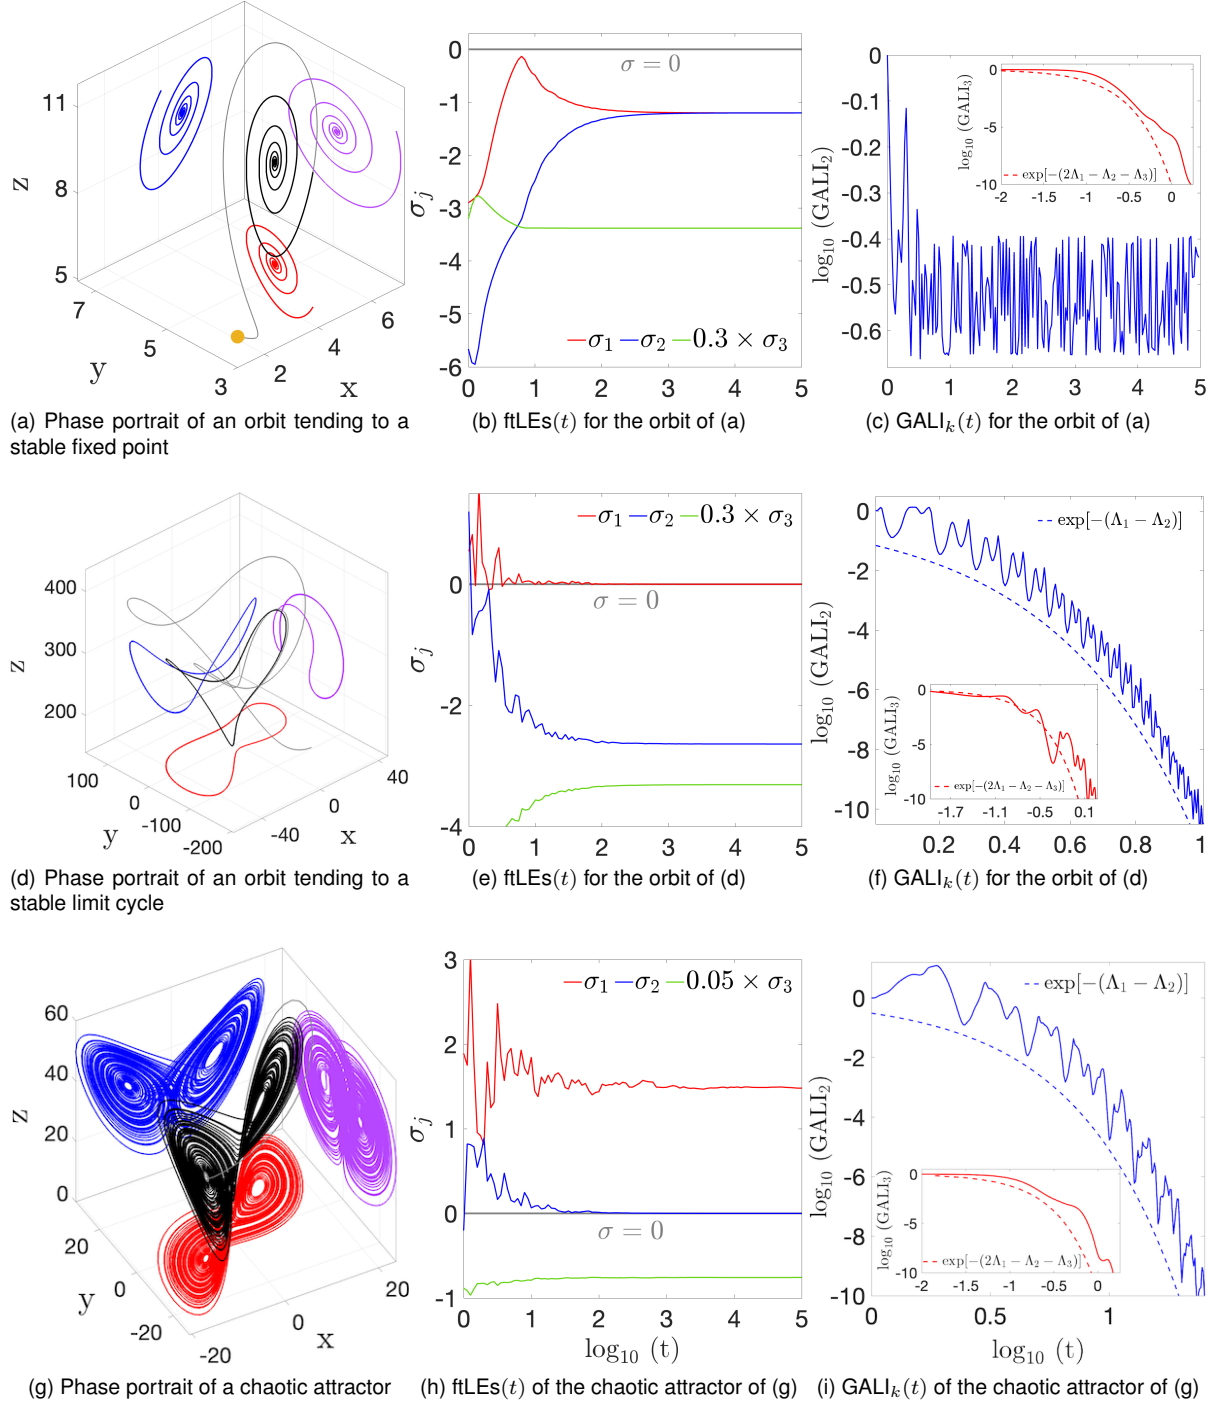 z
11
8
5
7
5
3
y
2
4
6
x
(a) Phase portrait of an orbit tending to a
stable fixed point
σj
0
-1
-2
-3
-4
-5
-6
σ = 0
σ1 σ2 0.3 × σ3
0 1 2 3 4 5
(b) ftLEs(t) for the orbit of (a)
log10 (GALI2)
0
-0.1
-0.2
-0.3
-0.4
-0.5
-0.6
0 1 2 3 4 5
log10 (GALI3)
0
-5
-10
exp[-(2Λ1 - Λ2 - Λ3)]
-2 -1.5 -1 -0.5 0
(c) GALIk(t) for the orbit of (a)
z
400
300
200
100
0
-100
-200
y
-40
0
40
x
(d) Phase portrait of an orbit tending to a
stable limit cycle
σj
0
-2
-4
σ1 σ2 0.3 × σ3
σ = 0
0 1 2 3 4 5
(e) ftLEs(t) for the orbit of (d)
log10 (GALI2)
0
-2
-4
-6
-8
-10
exp[-(Λ1 - Λ2)]
0.2 0.4 0.6 0.8 1
log10 (GALI3)
0
-5
-10
exp[-(2Λ1 - Λ2 - Λ3)]
-1.7 -1.1 -0.5 0.1
(f) GALIk(t) for the orbit of (d)
z
60
40
20
0
20
0
-20
y
-20
0
20
x
(g) Phase portrait of a chaotic attractor
σj
3
2
1
0
-1
σ1 σ2 0.05 × σ3
σ = 0
0 1 2 3 4 5
log10 (t)
(h) ftLEs(t) of the chaotic attractor of (g)
log10 (GALI2)
0
-2
-4
-6
-8
-10
exp[-(Λ1 - Λ2)]
0 0.5 1
log10 (t)
log10 (GALI3)
0
-5
-10
exp[-(2Λ1 - Λ2 - Λ3)]
-2 -1.5 -1 -0.5 0
(i) GALIk(t) of the chaotic attractor of (g)